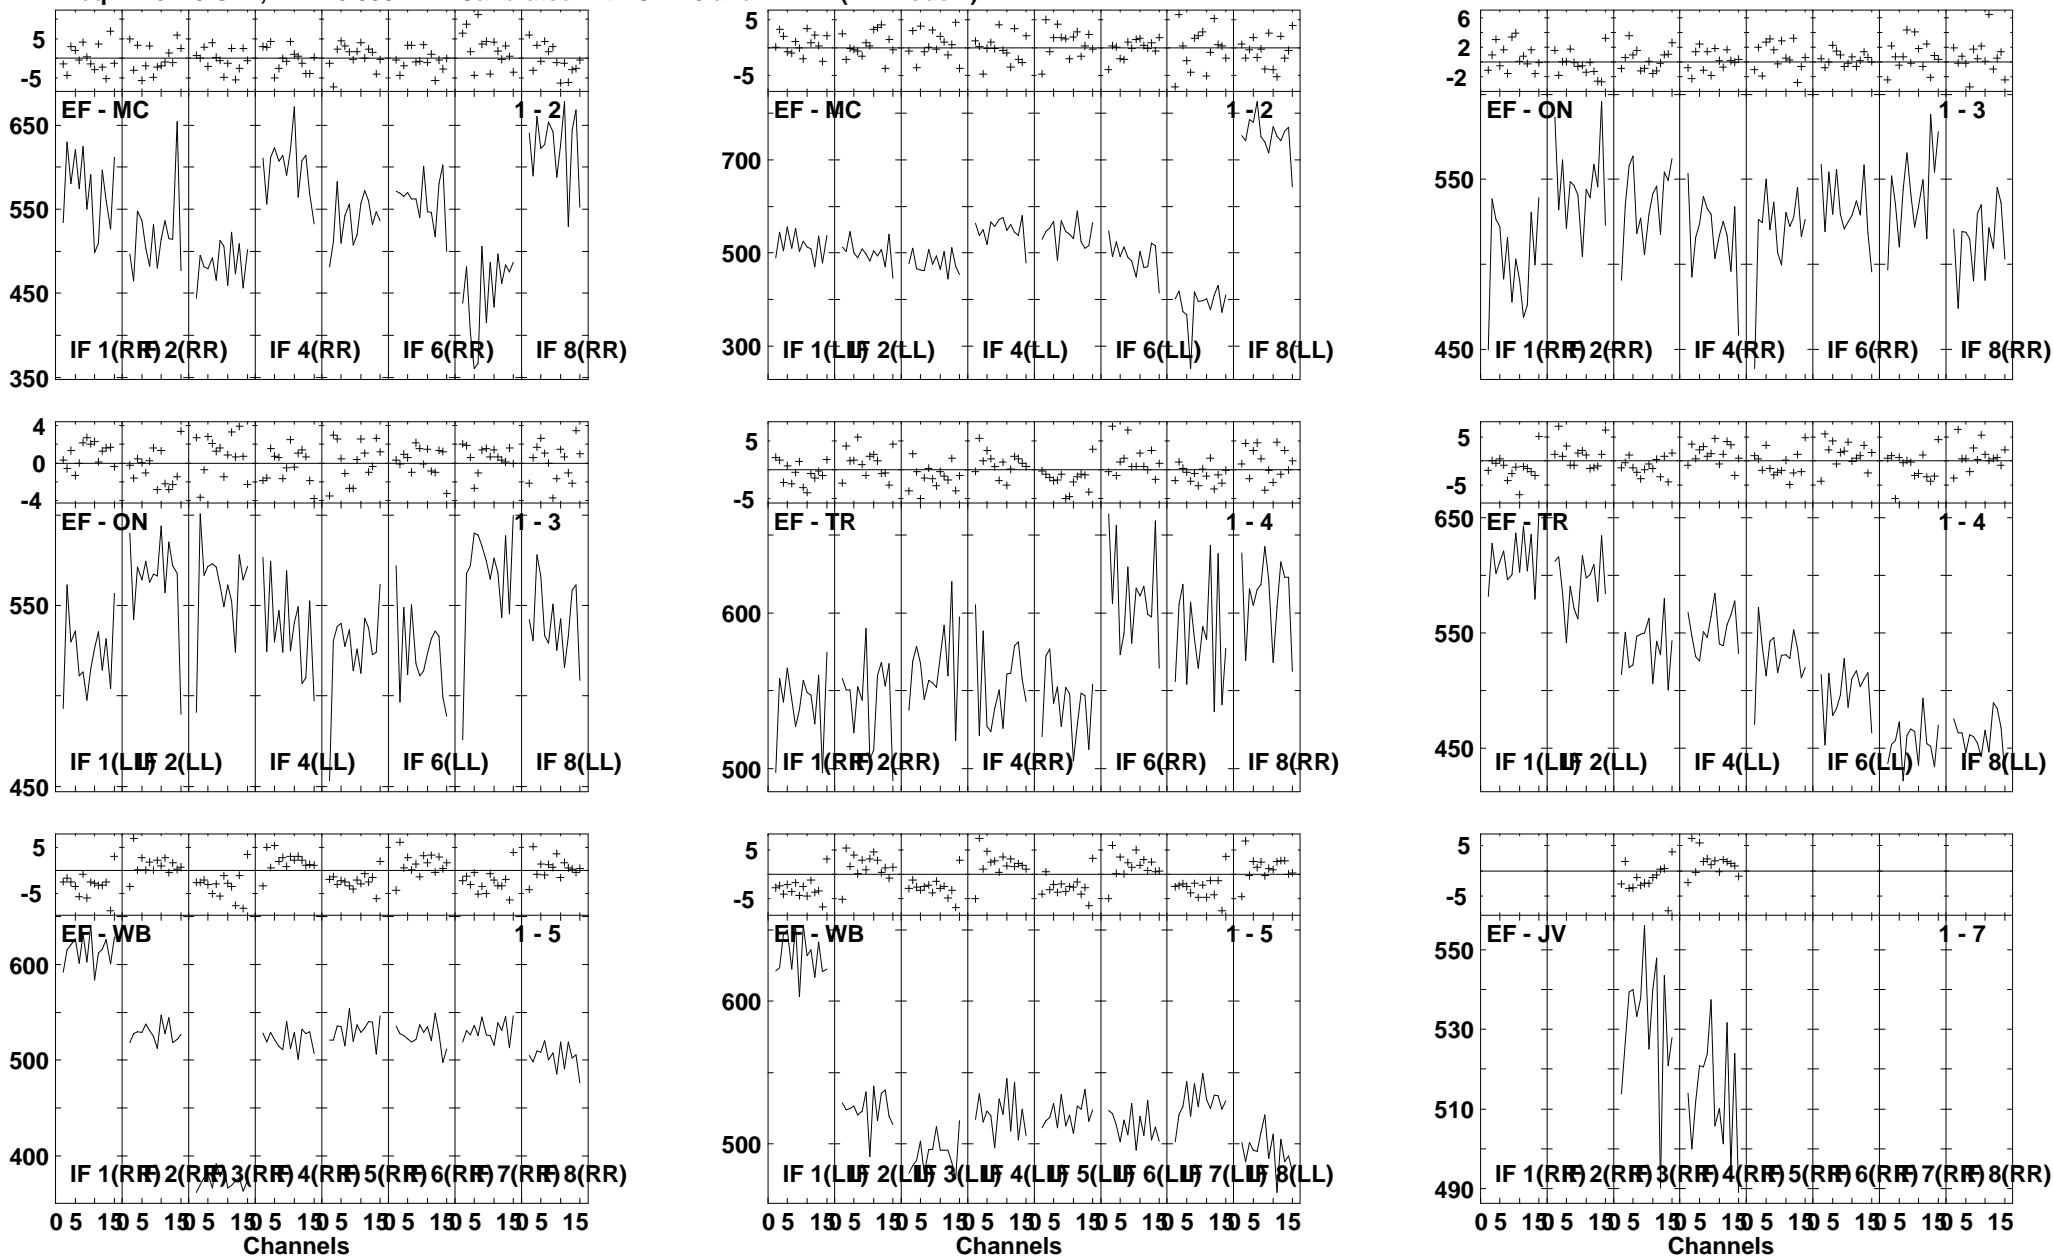 5
-5
EF - MC 1 - 2
650
550
450
350
IF 1(RR) IF 2(RR) IF 4(RR) IF 6(RR) IF 8(RR)
5
-5
EF - MC 1 - 2
700
500
300
IF 1(LL) IF 2(LL) IF 4(LL) IF 6(LL) IF 8(LL)
6
2
-2
EF - ON 1 - 3
550
450
IF 1(RR) IF 2(RR) IF 4(RR) IF 6(RR) IF 8(RR)
4
0
-4
EF - ON 1 - 3
550
450
IF 1(LL) IF 2(LL) IF 4(LL) IF 6(LL) IF 8(LL)
5
-5
EF - TR 1 - 4
600
500
IF 1(RR) IF 2(RR) IF 4(RR) IF 6(RR) IF 8(RR)
5
-5
EF - TR 1 - 4
650
550
450
IF 1(LL) IF 2(LL) IF 4(LL) IF 6(LL) IF 8(LL)
5
-5
EF - WB 1 - 5
600
500
400
IF 1(RR) IF 2(RR) IF 3(RR) IF 4(RR) IF 5(RR) IF 6(RR) IF 7(RR) IF 8(RR)
0 5 15 0 5 15 0 5 15 0 5 15 0 5 15 0 5 15 0 5 15 0 5 15
Channels
5
-5
EF - WB 1 - 5
600
500
IF 1(LL) IF 2(LL) IF 3(LL) IF 4(LL) IF 5(LL) IF 6(LL) IF 7(LL) IF 8(LL)
0 5 15 0 5 15 0 5 15 0 5 15 0 5 15 0 5 15 0 5 15 0 5 15
Channels
5
-5
EF - JV 1 - 7
550
530
510
490
IF 1(RR) IF 2(RR) IF 3(RR) IF 4(RR) IF 5(RR) IF 6(RR) IF 7(RR) IF 8(RR)
0 5 15 0 5 15 0 5 15 0 5 15 0 5 15 0 5 15 0 5 15 0 5 15
Channels